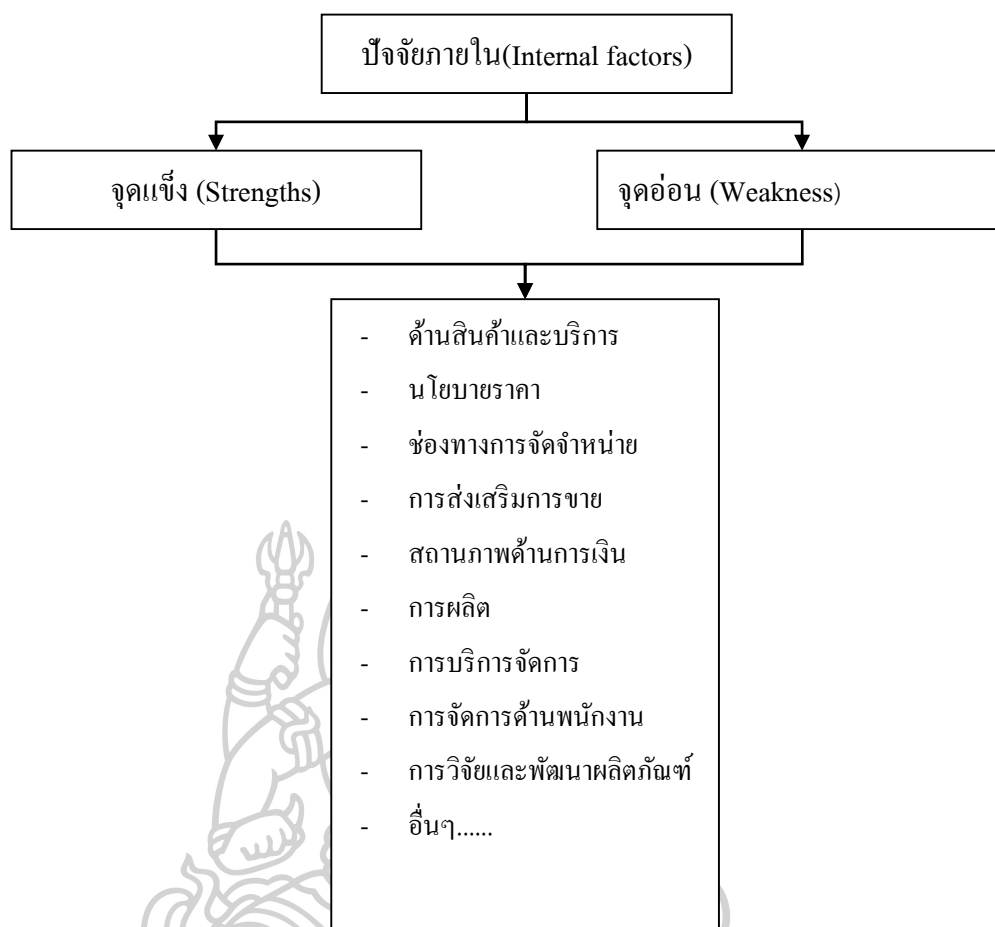 ปัจจัยภายใน(Internal factors)
จุดแข็ง (Strengths)
จุดอ่อน (Weakness)
- ด้านสินค้าและบริการ
- นโยบายราคา
- ช่องทางการจัดจำหน่าย
- การส่งเสริมการขาย
- สถานภาพด้านการเงิน
- การผลิต
- การบริการจัดการ
- การจัดการด้านพนักงาน
- การวิจัยและพัฒนาผลิตภัณฑ์
- อื่นๆ......